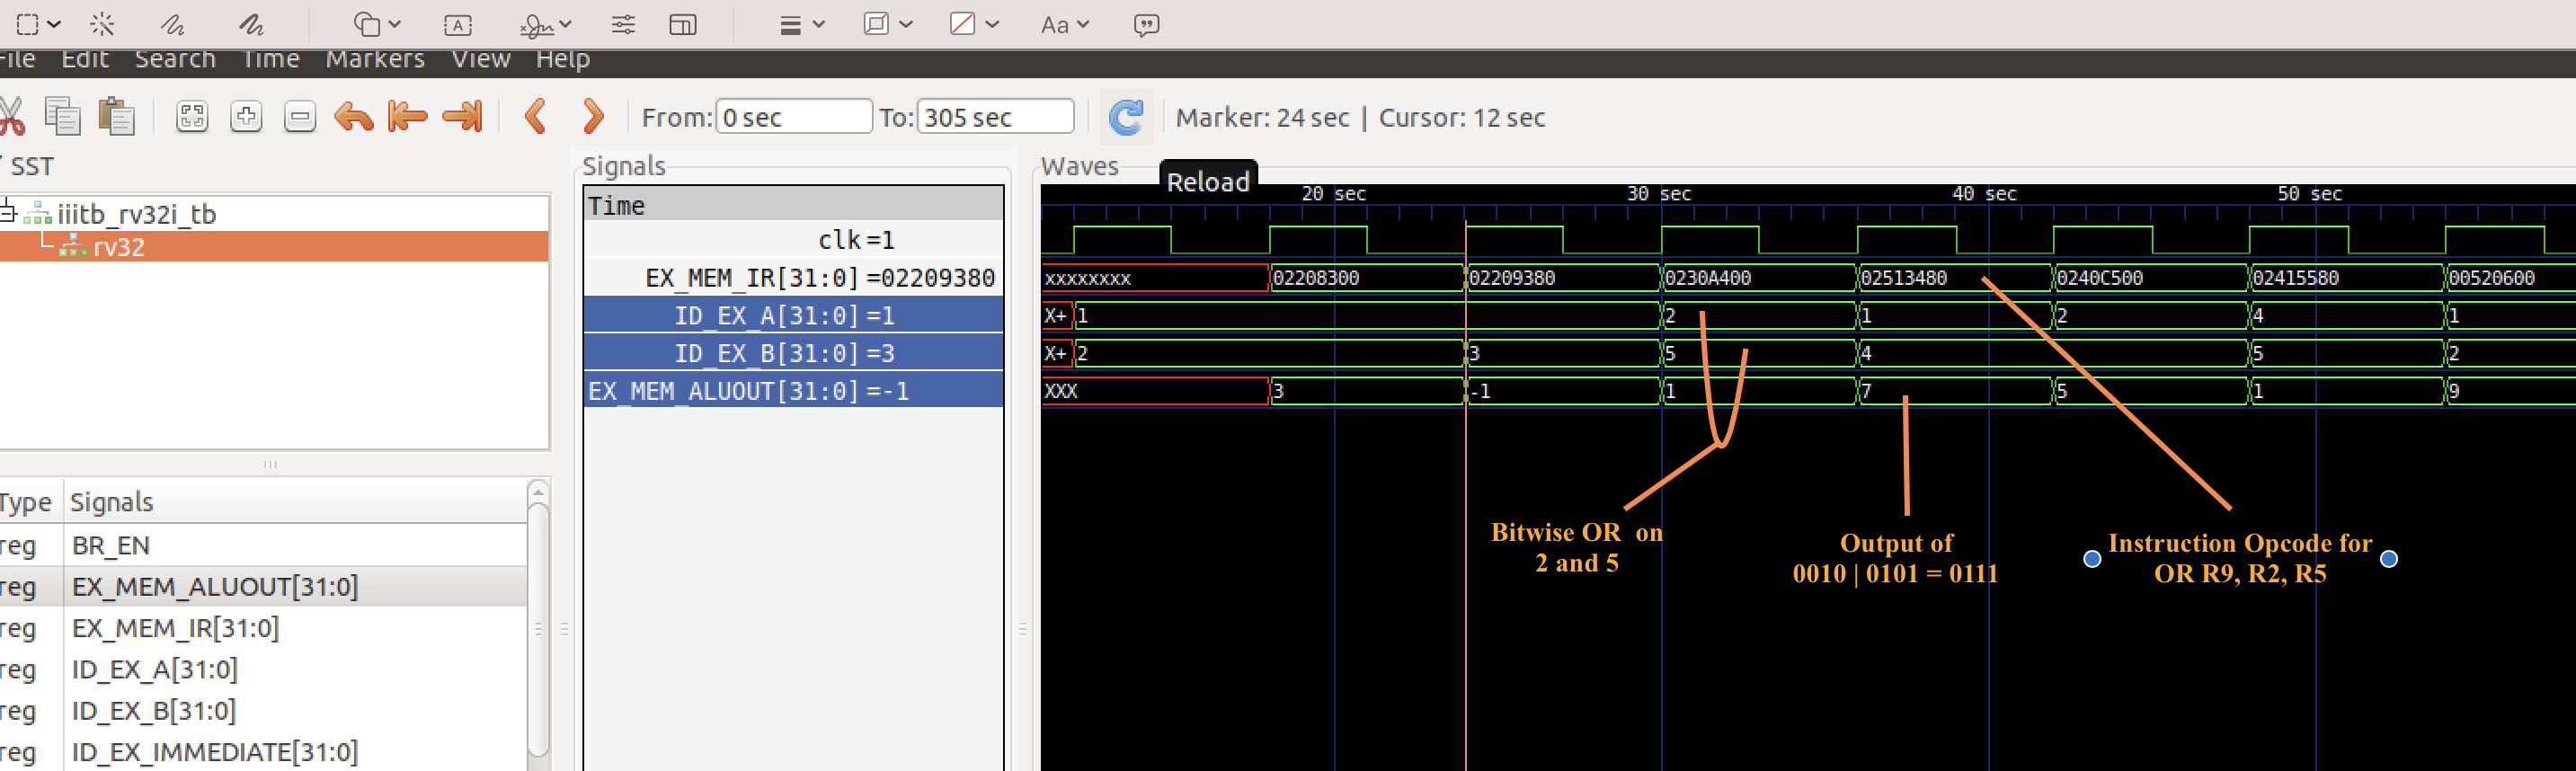 Aa
File Edit Search Time Markers View Help
From: 0 sec To: 305 sec Marker: 24 sec | Cursor: 12 sec
SST
iiitb_rv32i_tb
rv32
Type Signals
reg BR_EN
reg EX_MEM_ALUOUT[31:0]
reg EX_MEM_IR[31:0]
reg ID_EX_A[31:0]
reg ID_EX_B[31:0]
reg ID_EX_IMMEDIATE[31:0]
Signals
Time
clk =1
EX_MEM_IR[31:0] =02209380
ID_EX_A[31:0] =1
ID_EX_B[31:0] =3
EX_MEM_ALUOUT[31:0] =-1
Waves
Reload
20 sec 30 sec 40 sec 50 sec
xxxxxxxx 02208300 02209380 0230A400 02513480 0240C500 02415580 00520600
X+ 1 2 1 2 4 1
X+ 2 3 5 4 5 2
XXX 3 -1 1 7 5 1 9
Bitwise OR on
2 and 5
Output of
0010 | 0101 = 0111
Instruction Opcode for
OR R9, R2, R5